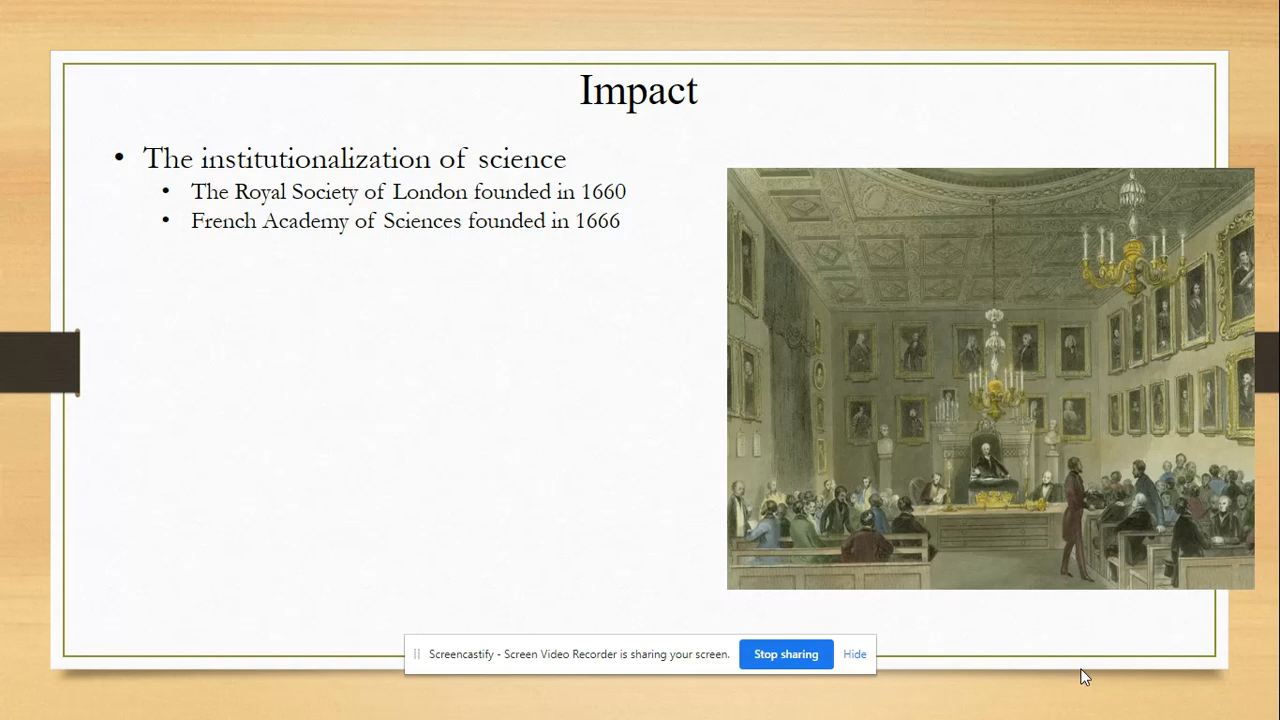 Impact
• The institutionalization of science
• The Royal Society of London founded in 1660
• French Academy of Sciences founded in 1666
Screencastify - Screen Video Recorder is sharing your screen. Stop sharing Hide